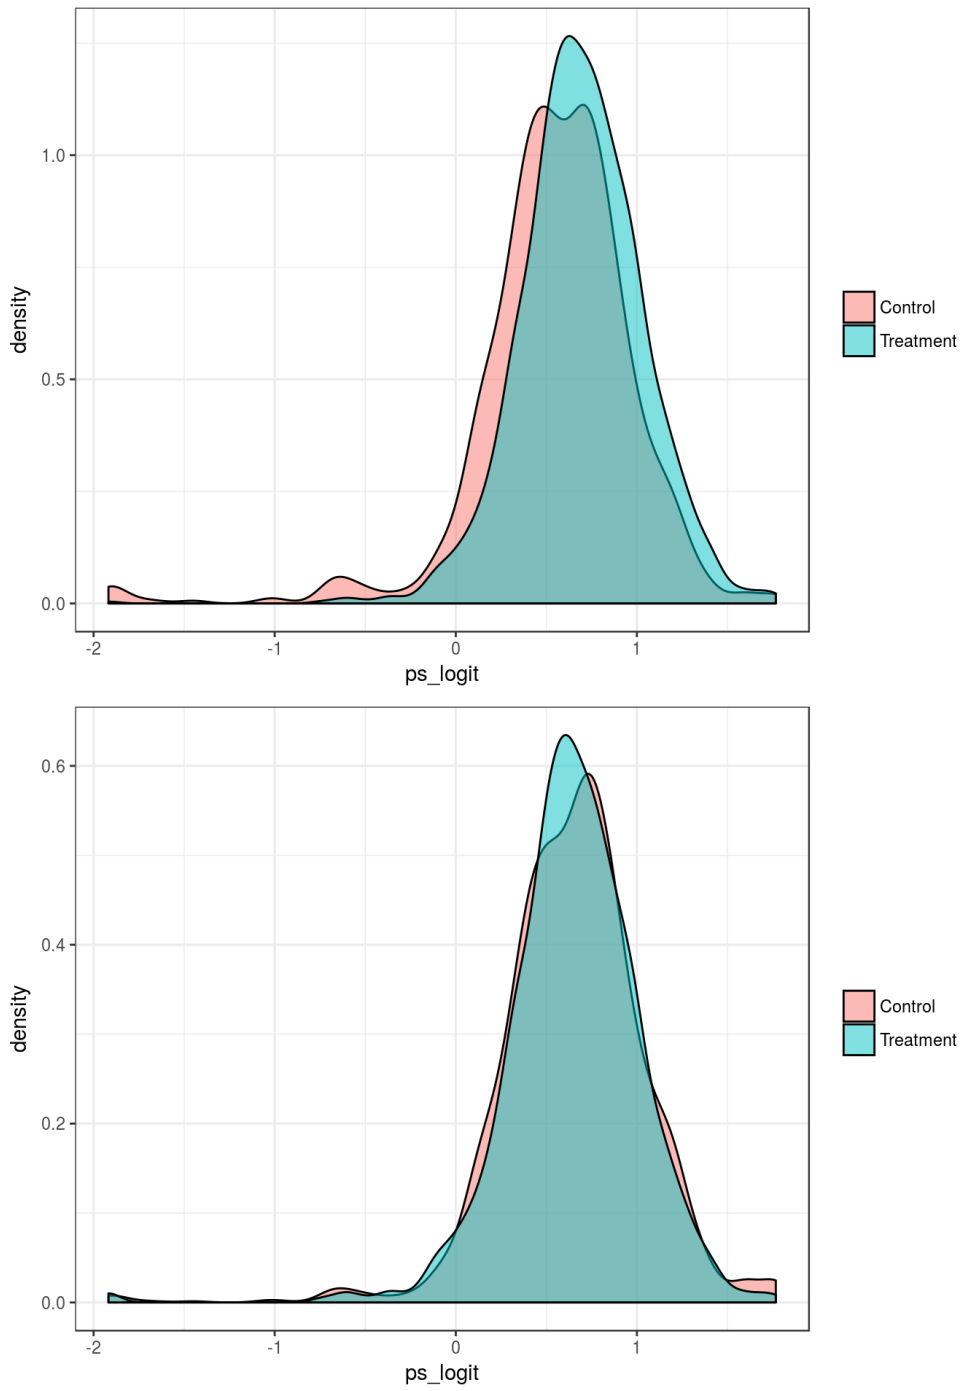 1.0
0.5
0.0
density
-2 -1 0 1
ps_logit
Control
Treatment
0.6
0.4
0.2
0.0
density
-2 -1 0 1
ps_logit
Control
Treatment